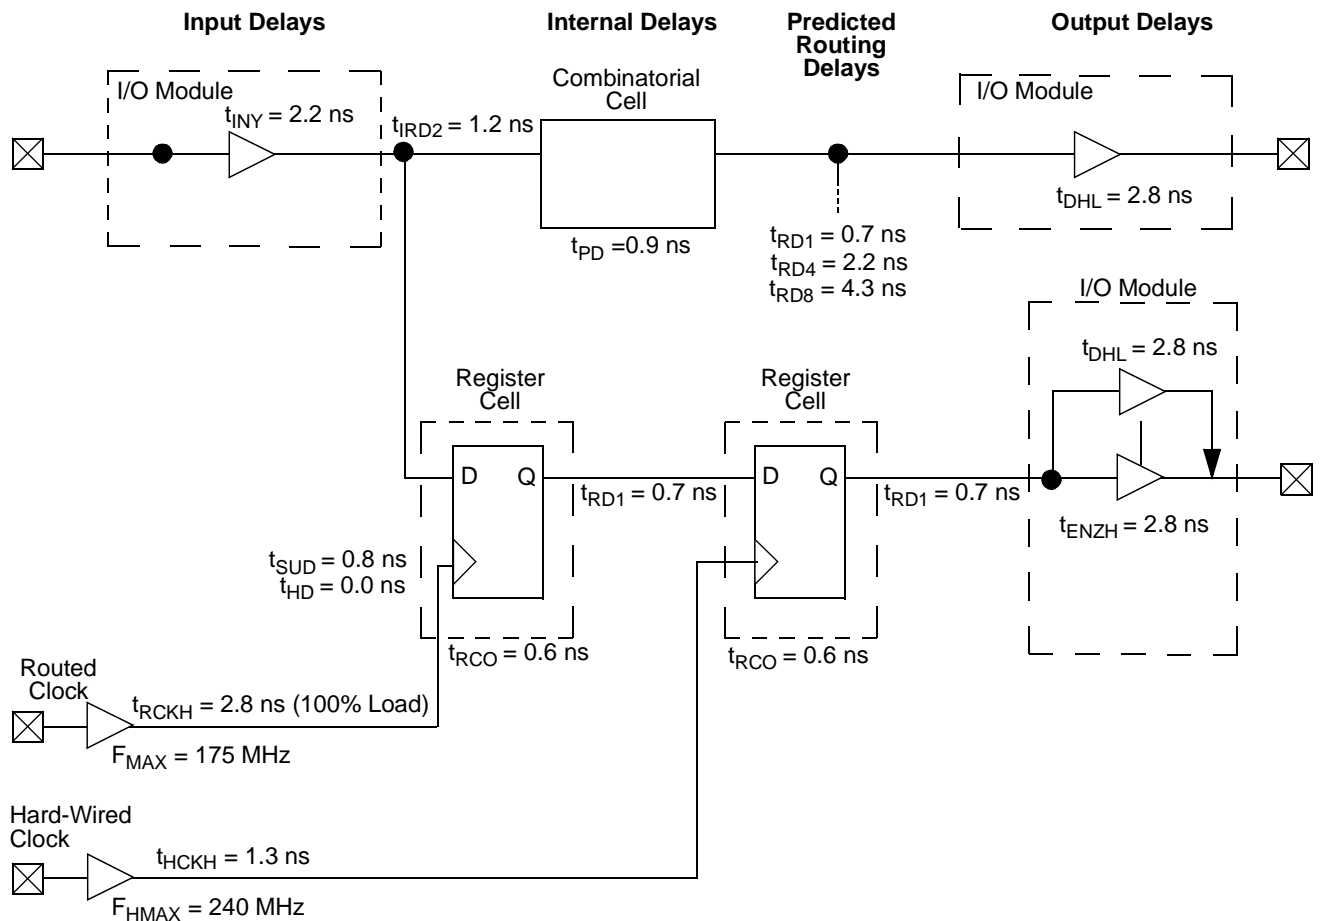 Input Delays
Internal Delays
Predicted
Routing
Delays
Output Delays
I/O Module
tINY = 2.2 ns
tIRD2 = 1.2 ns
Combinatorial
Cell
tPD =0.9 ns
tRD1 = 0.7 ns
tRD4 = 2.2 ns
tRD8 = 4.3 ns
I/O Module
tDHL = 2.8 ns
I/O Module
tDHL = 2.8 ns
tENZH = 2.8 ns
Register
Cell
D Q
tRD1 = 0.7 ns
Register
Cell
D Q
tRD1 = 0.7 ns
tSUD = 0.8 ns
tHD = 0.0 ns
tRCO = 0.6 ns
tRCO = 0.6 ns
Routed
Clock
tRCKH = 2.8 ns (100% Load)
FMAX = 175 MHz
Hard-Wired
Clock
tHCKH = 1.3 ns
FHMAX = 240 MHz